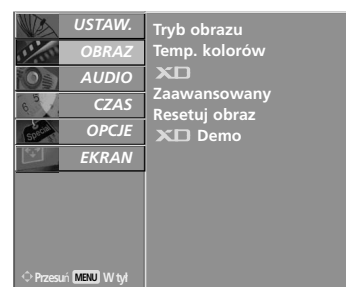 USTAW.
OBRAZ
AUDIO
CZAS
OPCJE
EKRAN
Tryb obrazu
Temp. kolorów
XD
Zaawansowany
Resetuj obraz
XD Demo
Special
Przesuń MENU W tył